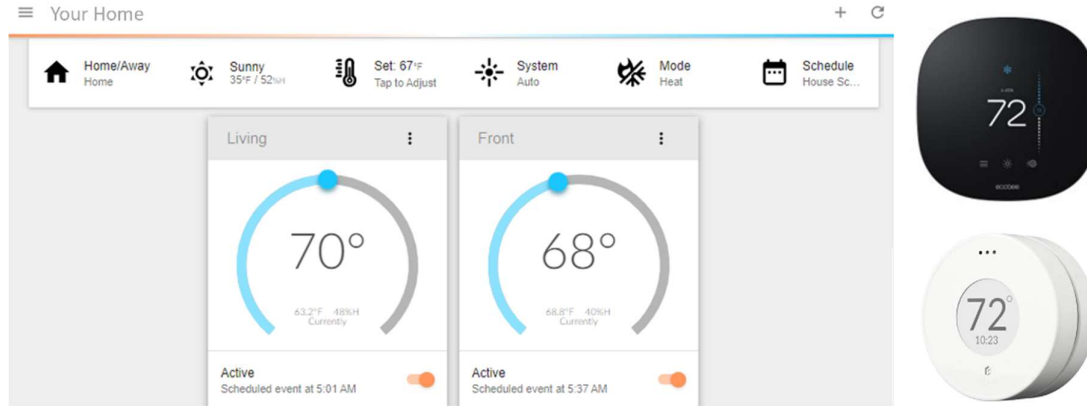 Your Home
Home/Away
Home
Sunny
35°F / 52%H
Set: 67°F
Tap to Adjust
System
Auto
Mode
Heat
Schedule
House Sc...
Living
70°
63.2°F 48%H
Currently
Active
Scheduled event at 5:01 AM
Front
68°
68.8°F 40%H
Currently
Active
Scheduled event at 5:37 AM
72
ecobee
72°
10:23